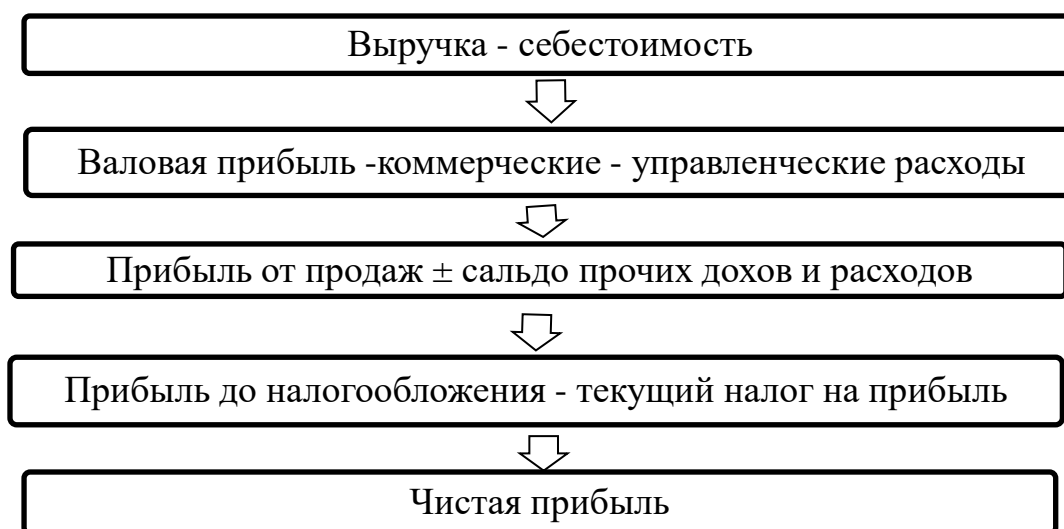 Выручка - себестоимость
Валовая прибыль -коммерческие - управленческие расходы
Прибыль от продаж ± сальдо прочих доходов и расходов
Прибыль до налогообложения - текущий налог на прибыль
Чистая прибыль